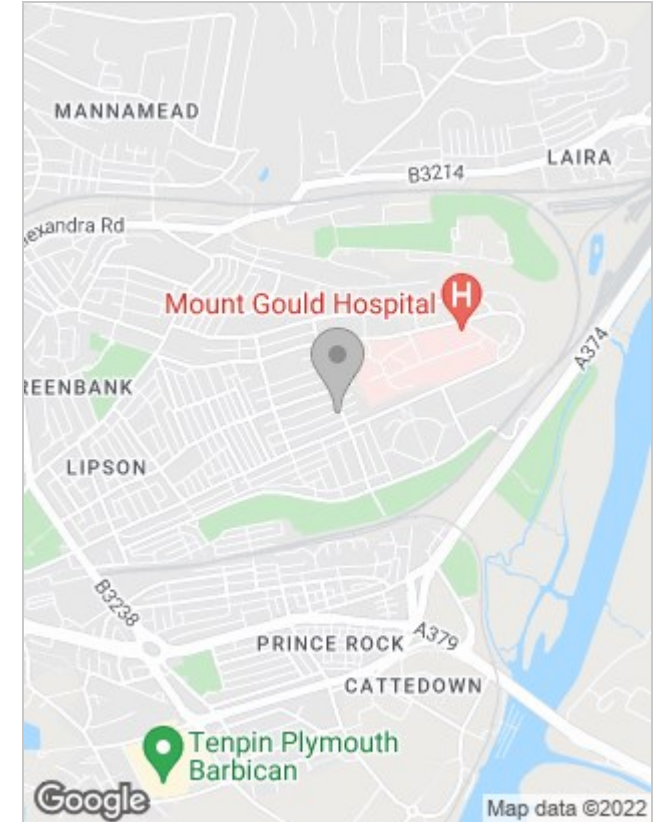 MANNAMEAD
LAIRA
B3214
exandra Rd
Mount Gould Hospital
H
A374
REENBANK
LIPSON
B3238
PRINCE ROCK
A379
CATTEDOWN
Tenpin Plymouth
Barbican
Google
Map data ©2022